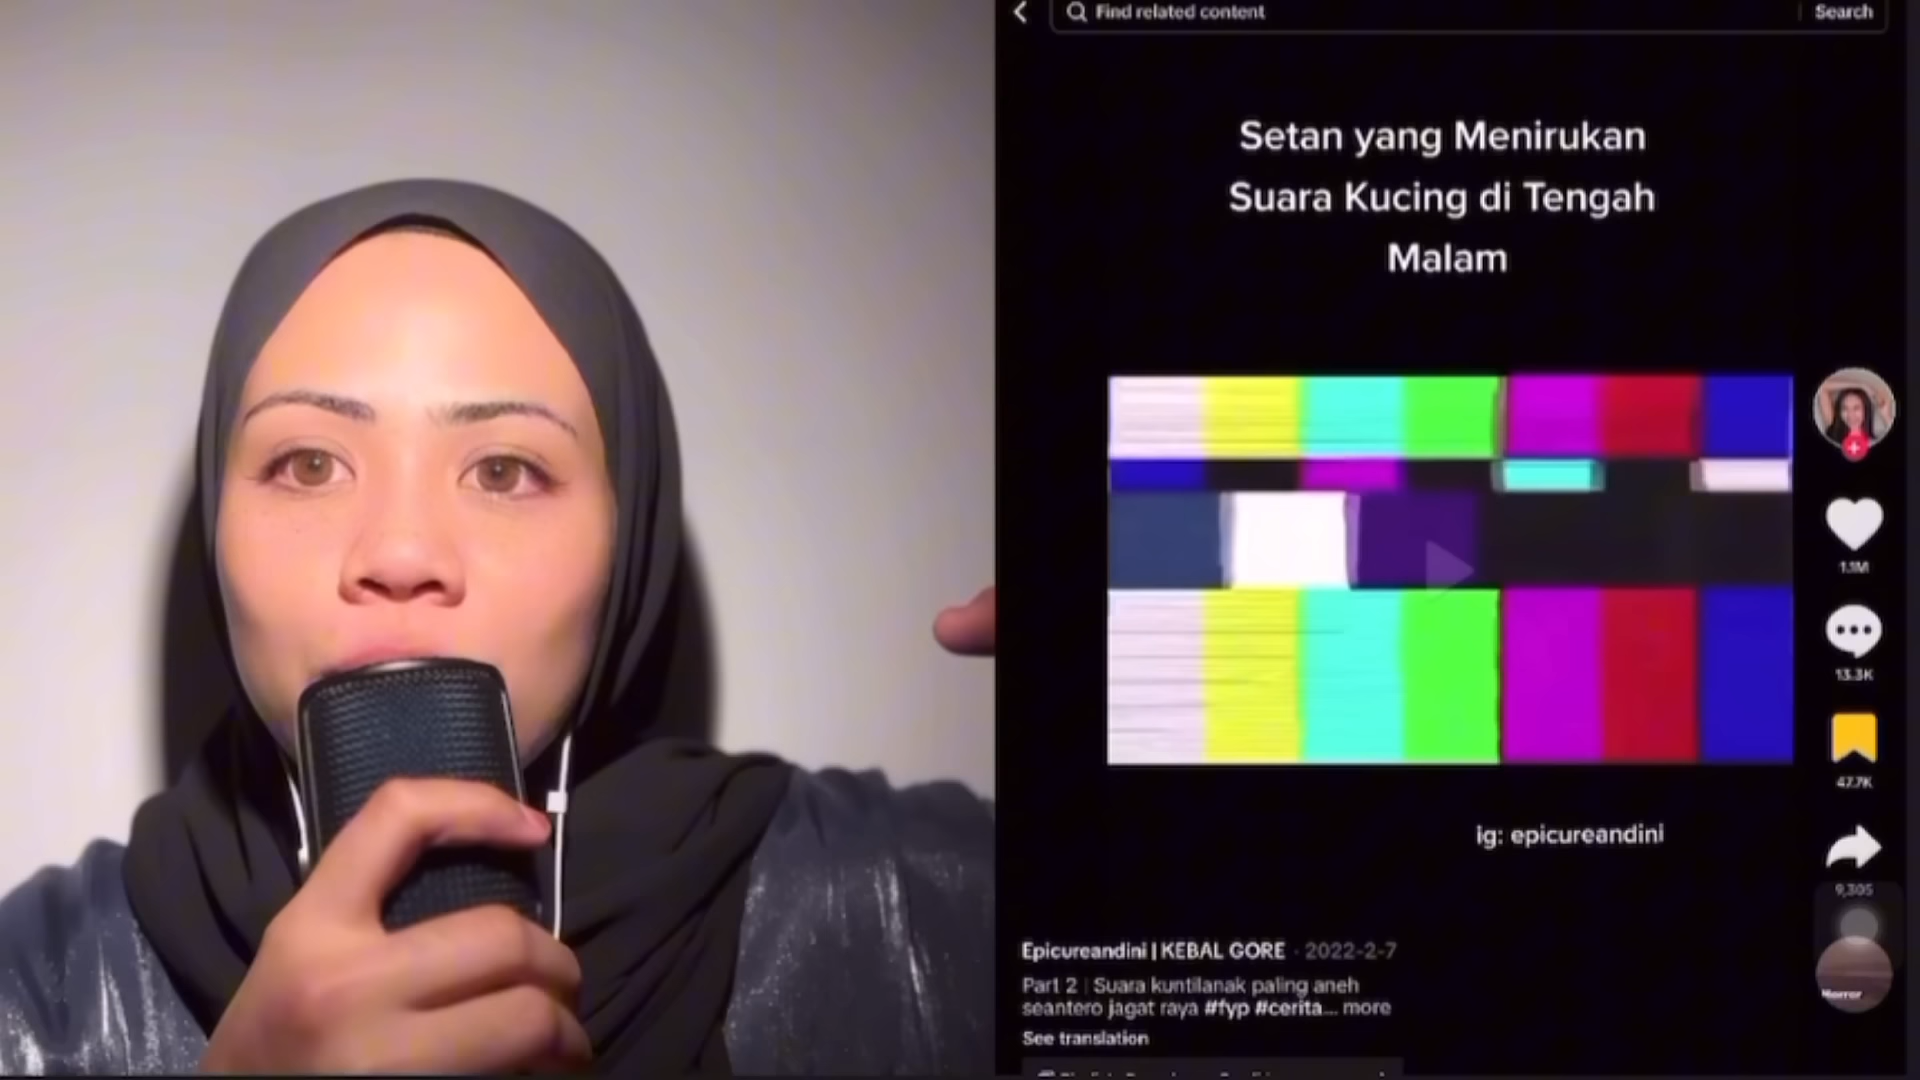 Find related content
Search
Setan yang Menirukan
Suara Kucing di Tengah
Malam
1.1M
13.3K
47.7K
ig: epicureandini
9,305
Epicureandini | KEBAL GORE · 2022-2-7
Part 2 | Suara kuntilanak paling aneh
seantero jagat raya #fyp #cerita... more
Horror
See translation